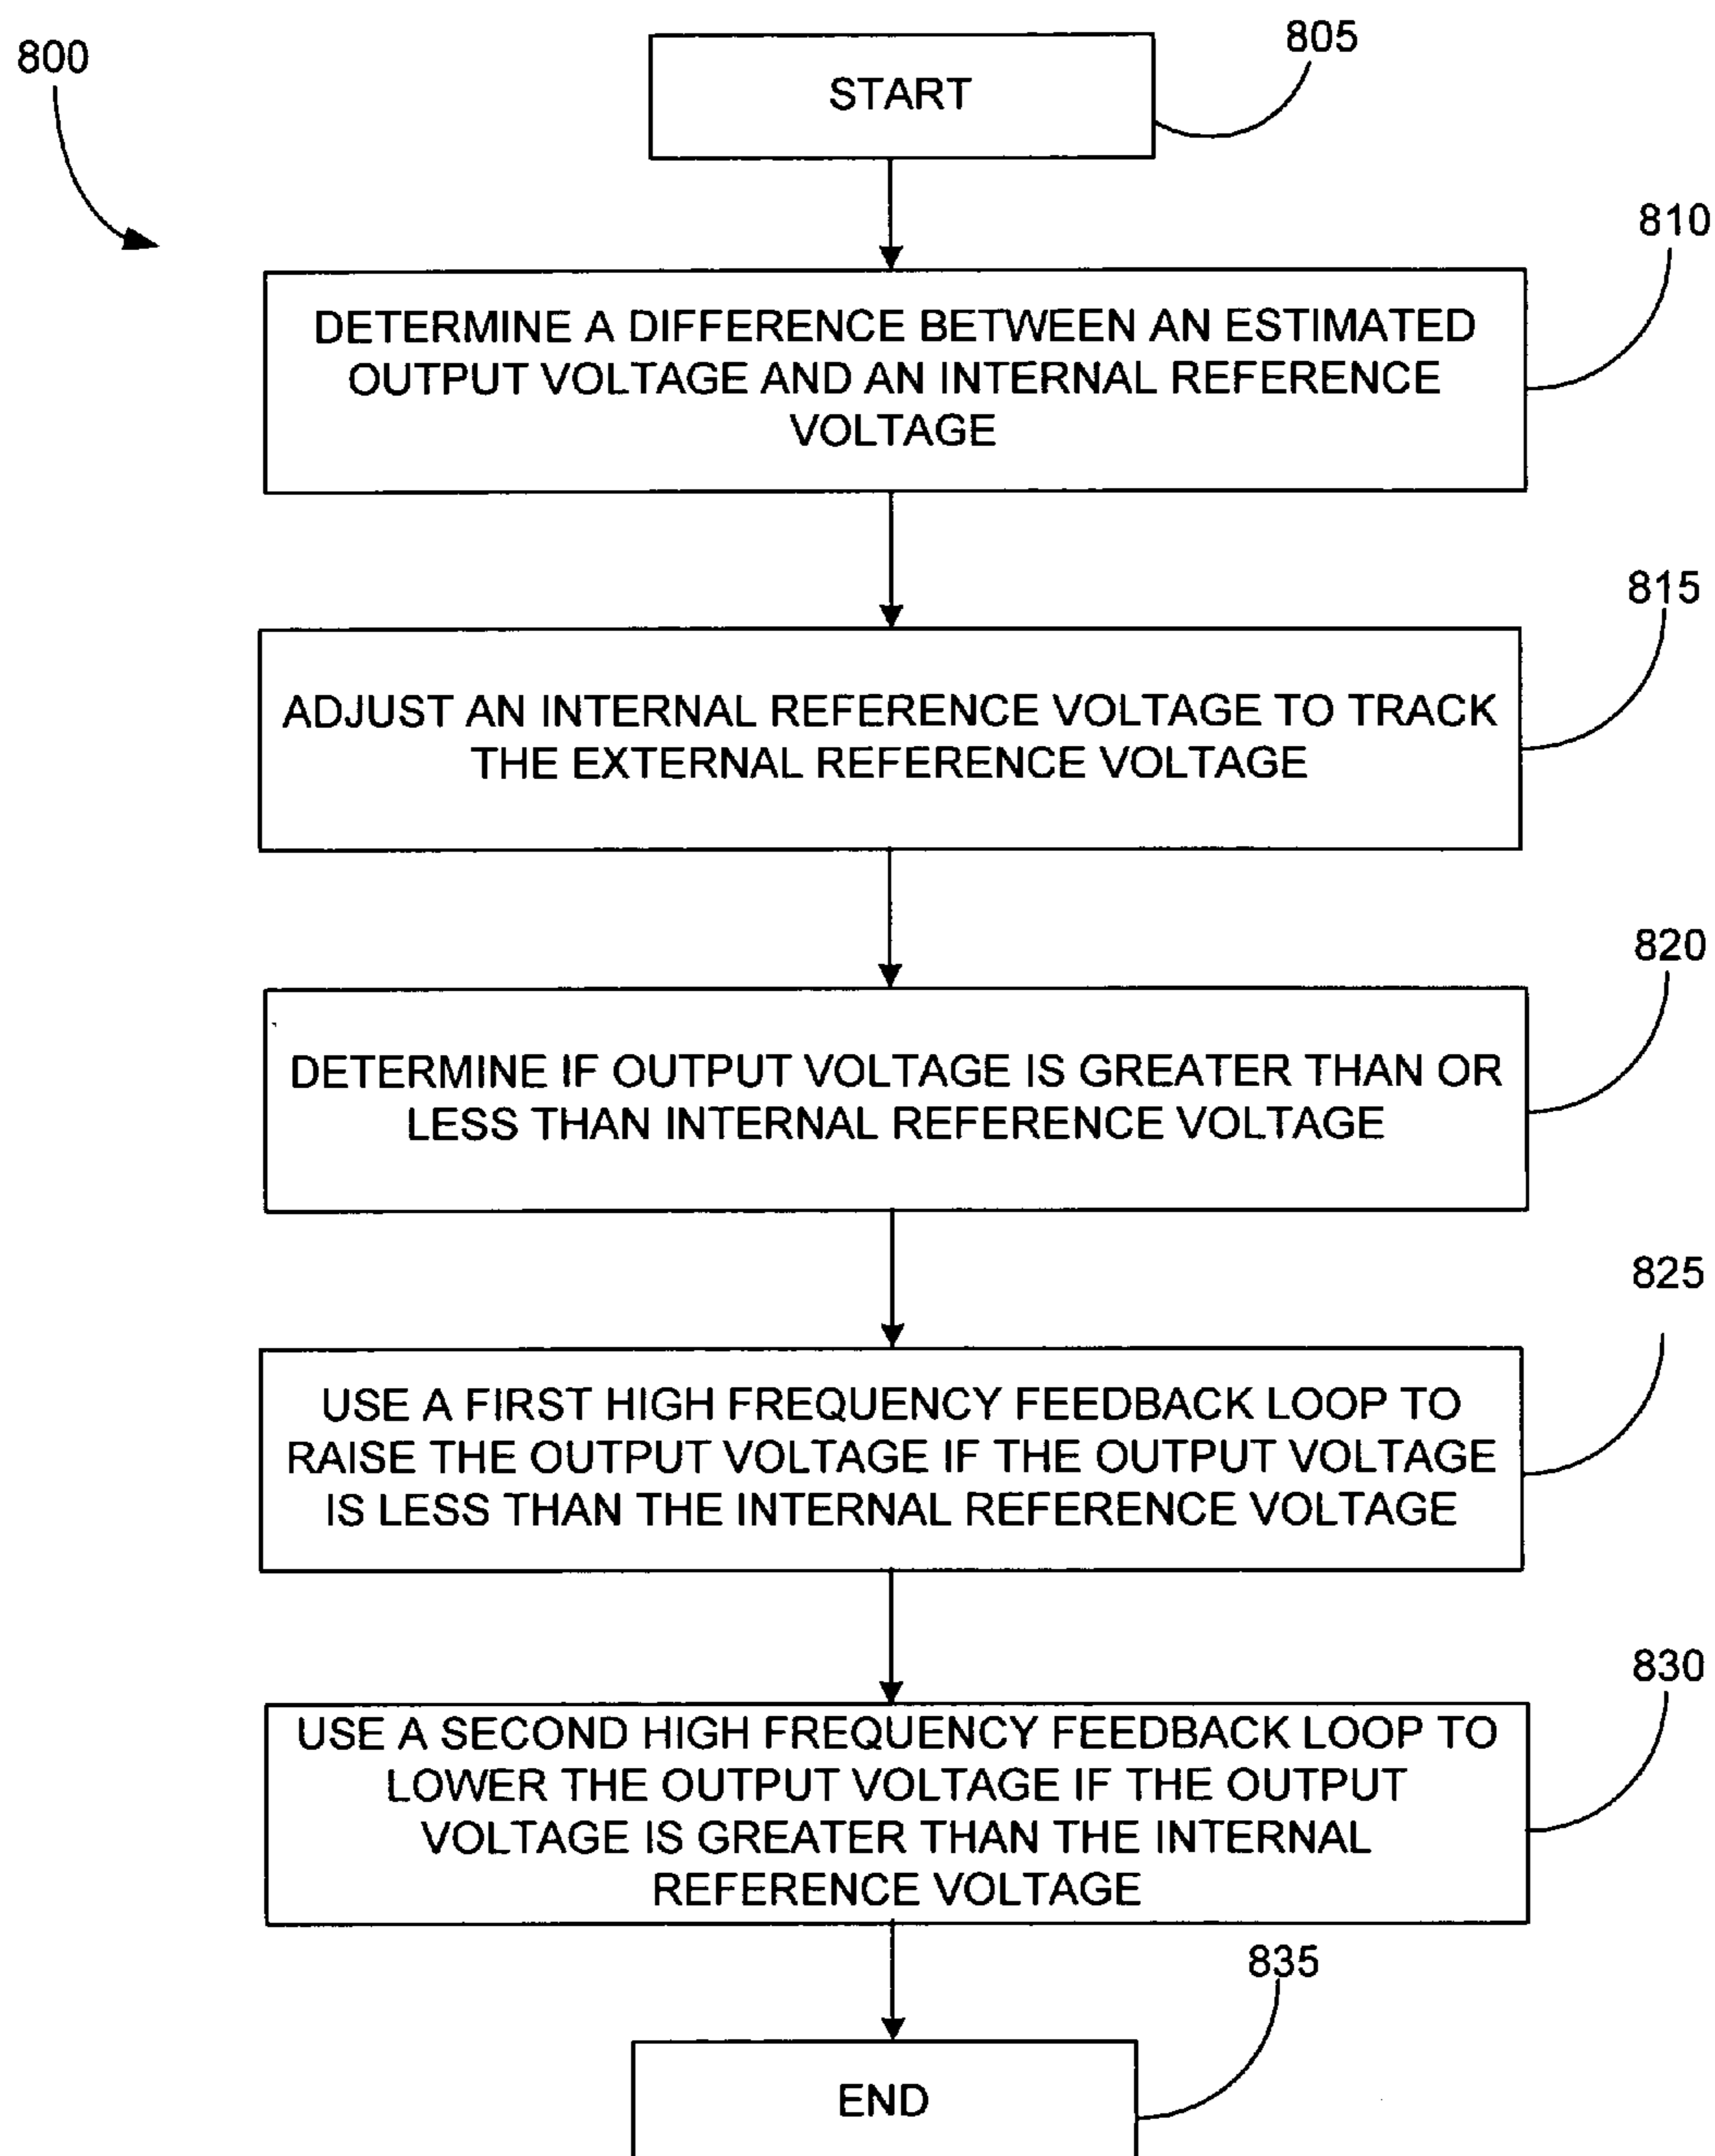 800
805
START
810
DETERMINE A DIFFERENCE BETWEEN AN ESTIMATED
OUTPUT VOLTAGE AND AN INTERNAL REFERENCE
VOLTAGE
815
ADJUST AN INTERNAL REFERENCE VOLTAGE TO TRACK
THE EXTERNAL REFERENCE VOLTAGE
820
DETERMINE IF OUTPUT VOLTAGE IS GREATER THAN OR
LESS THAN INTERNAL REFERENCE VOLTAGE
825
USE A FIRST HIGH FREQUENCY FEEDBACK LOOP TO
RAISE THE OUTPUT VOLTAGE IF THE OUTPUT VOLTAGE
IS LESS THAN THE INTERNAL REFERENCE VOLTAGE
830
USE A SECOND HIGH FREQUENCY FEEDBACK LOOP TO
LOWER THE OUTPUT VOLTAGE IF THE OUTPUT
VOLTAGE IS GREATER THAN THE INTERNAL
REFERENCE VOLTAGE
835
END